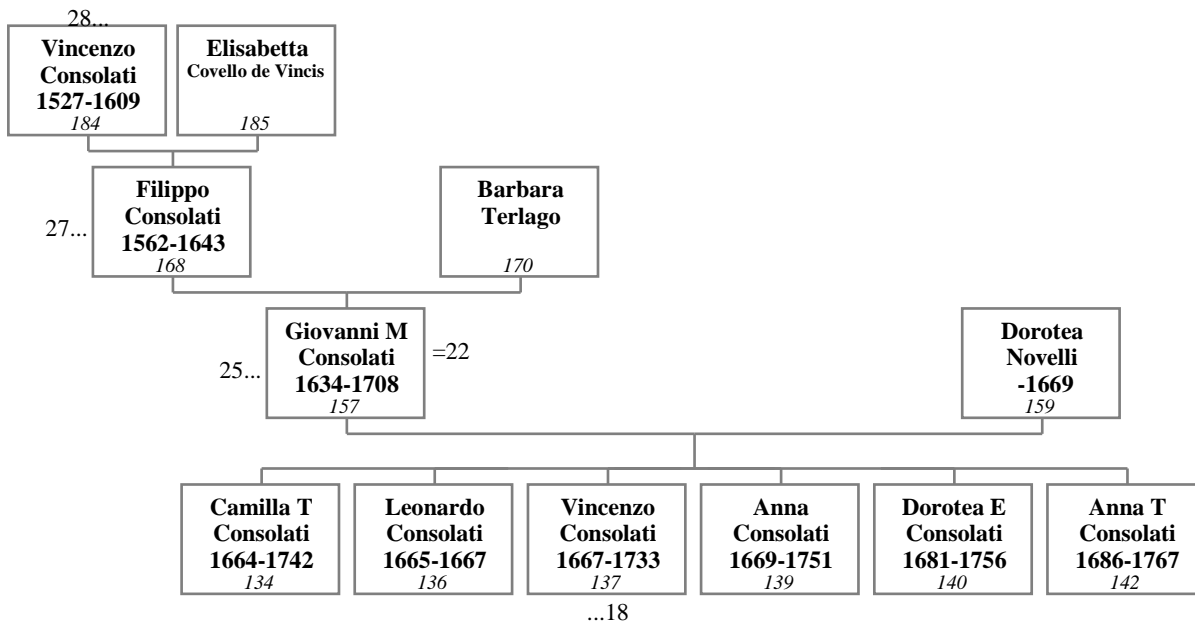 28...
Vincenzo
Consolati
1527-1609
184
Elisabetta
Covello de Vincis
185
27...
Filippo
Consolati
1562-1643
168
Barbara
Terlago
170
25...
Giovanni M
Consolati
1634-1708
157
=22
Dorotea
Novelli
-1669
159
Camilla T
Consolati
1664-1742
134
Leonardo
Consolati
1665-1667
136
Vincenzo
Consolati
1667-1733
137
Anna
Consolati
1669-1751
139
Dorotea E
Consolati
1681-1756
140
Anna T
Consolati
1686-1767
142
...18